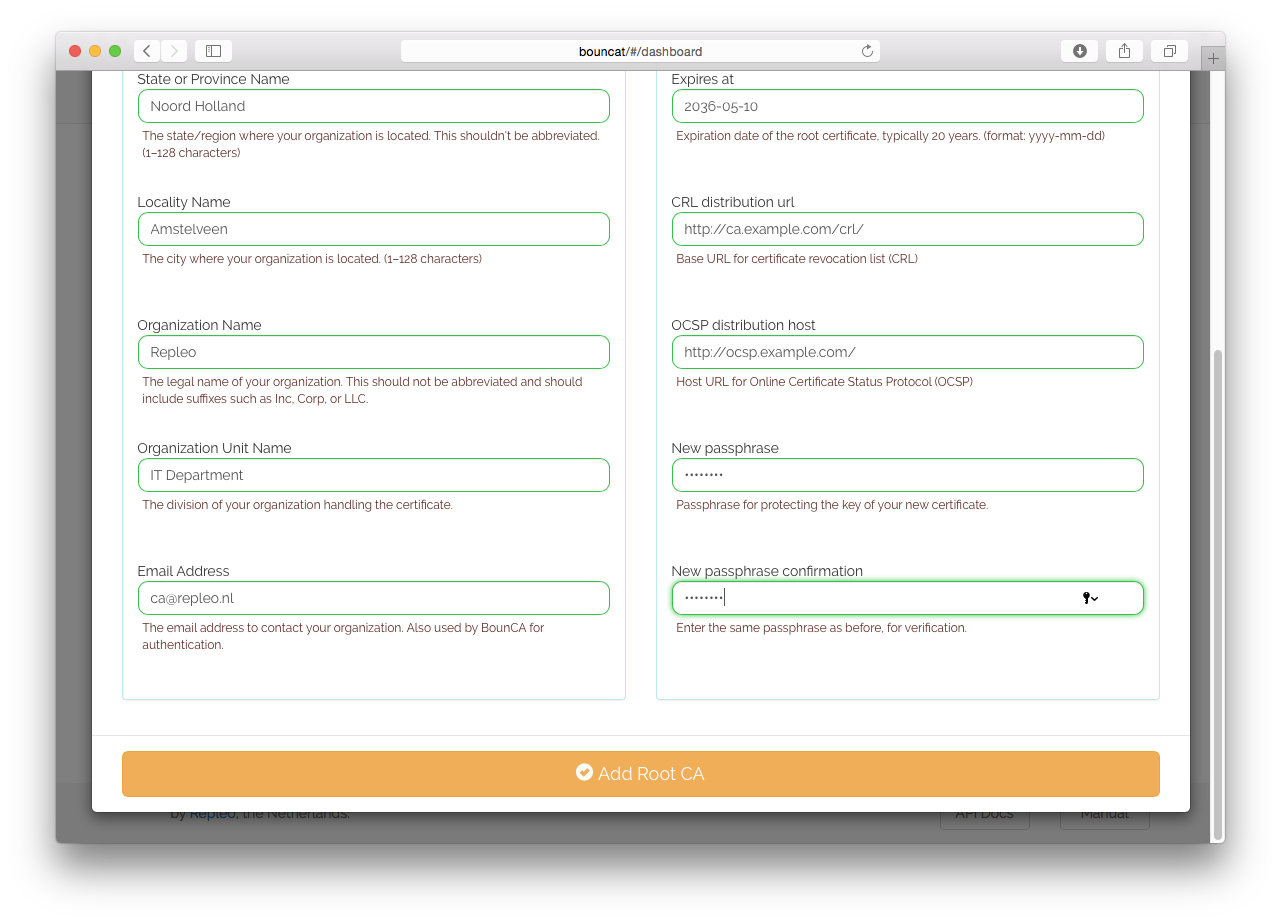 bouncat/#/dashboard
State or Province Name
Noord Holland
The state/region where your organization is located. This shouldn't be abbreviated.
(1–128 characters)
Locality Name
Amstelveen
The city where your organization is located. (1–128 characters)
Organization Name
Repleo
The legal name of your organization. This should not be abbreviated and should
include suffixes such as Inc, Corp, or LLC.
Organization Unit Name
IT Department
The division of your organization handling the certificate.
Email Address
ca@repleo.nl
The email address to contact your organization. Also used by BounCA for
authentication.
Expires at
2036-05-10
Expiration date of the root certificate, typically 20 years. (format: yyyy-mm-dd)
CRL distribution url
http://ca.example.com/crl/
Base URL for certificate revocation list (CRL)
OCSP distribution host
http://ocsp.example.com/
Host URL for Online Certificate Status Protocol (OCSP)
New passphrase
••••••••
Passphrase for protecting the key of your new certificate.
New passphrase confirmation
••••••••
Enter the same passphrase as before, for verification.
Add Root CA
by Repleo, the Netherlands.
API Docs
Manual